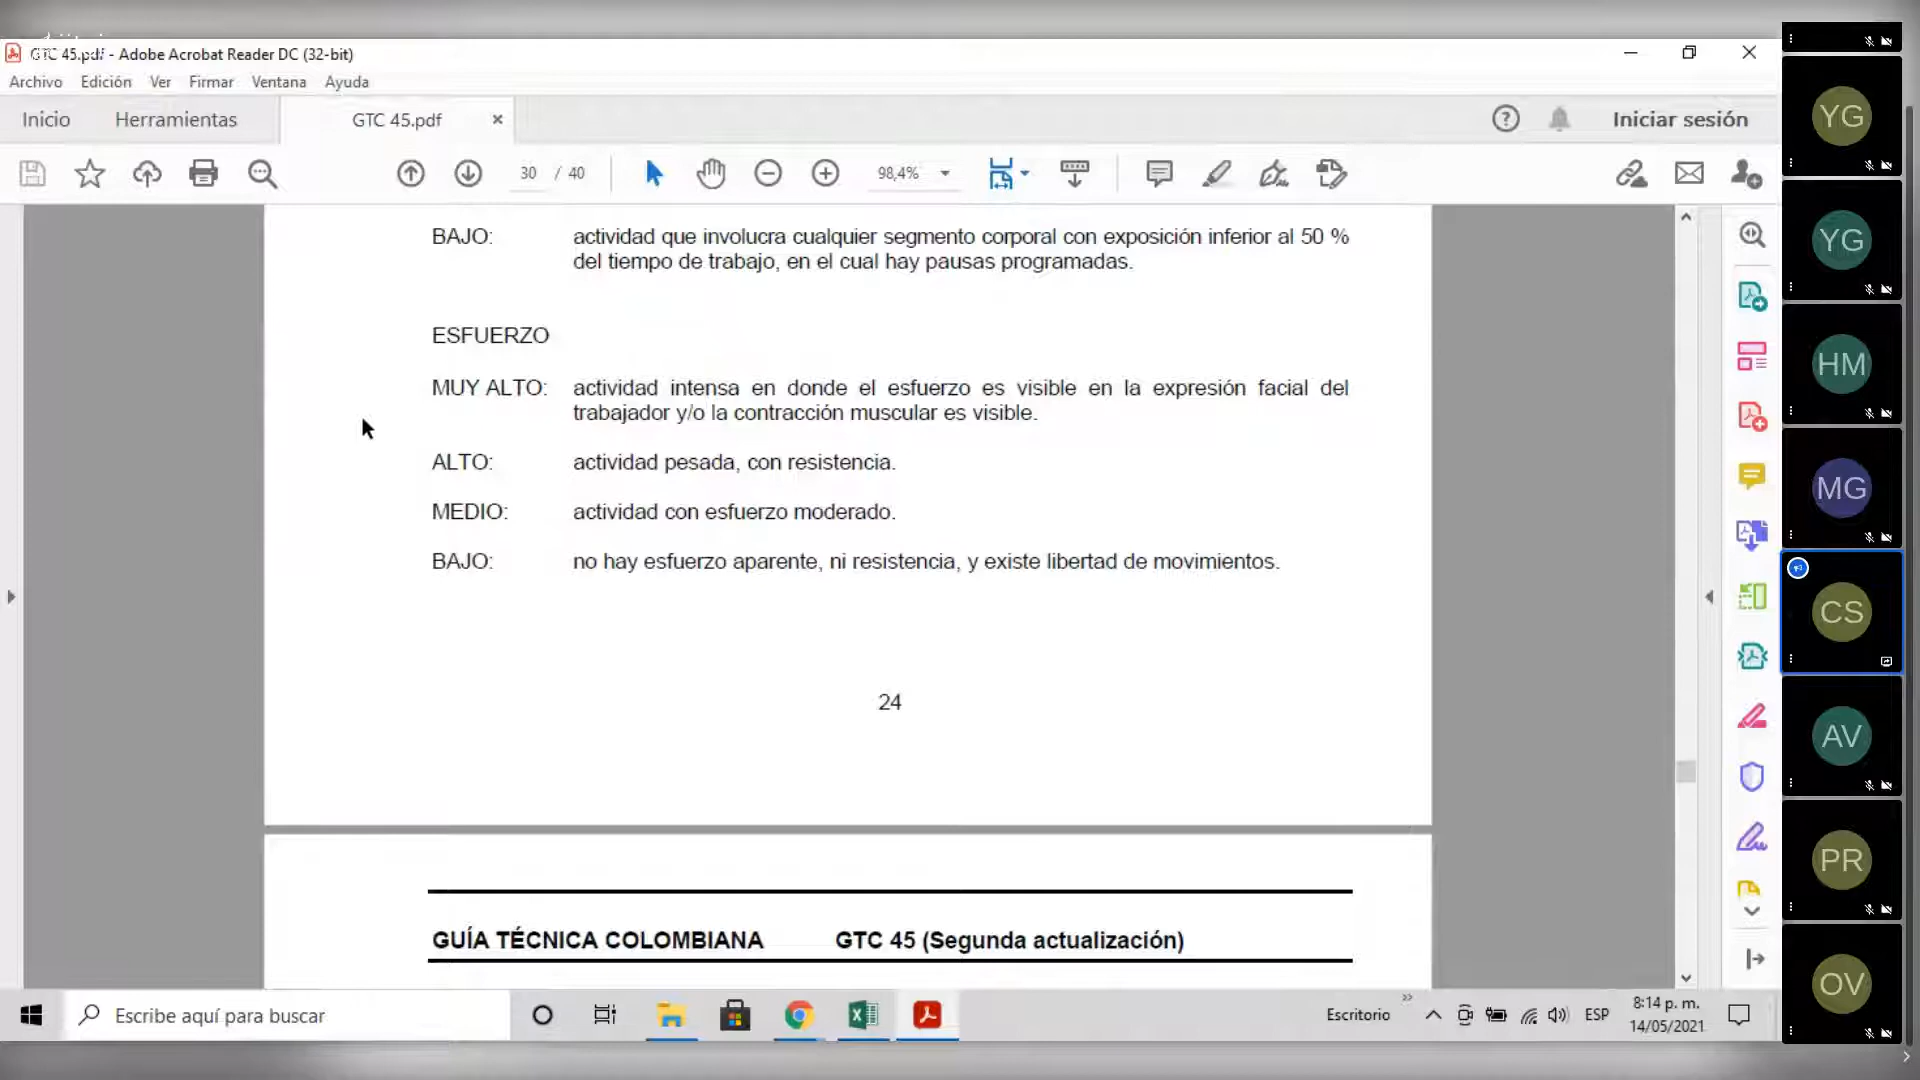 GTC 45.pdf - Adobe Acrobat Reader DC (32-bit)
Archivo Edición Ver Firmar Ventana Ayuda
Inicio Herramientas GTC 45.pdf Iniciar sesión
30 / 40 98,4%
BAJO: actividad que involucra cualquier segmento corporal con exposición inferior al 50 %
del tiempo de trabajo, en el cual hay pausas programadas.
ESFUERZO
MUY ALTO: actividad intensa en donde el esfuerzo es visible en la expresión facial del
trabajador y/o la contracción muscular es visible.
ALTO: actividad pesada, con resistencia.
MEDIO: actividad con esfuerzo moderado.
BAJO: no hay esfuerzo aparente, ni resistencia, y existe libertad de movimientos.
24
GUÍA TÉCNICA COLOMBIANA GTC 45 (Segunda actualización)
Escribe aquí para buscar
Escritorio
ESP
8:14 p. m.
14/05/2021
YG
YG
HM
MG
CS
AV
PR
OV